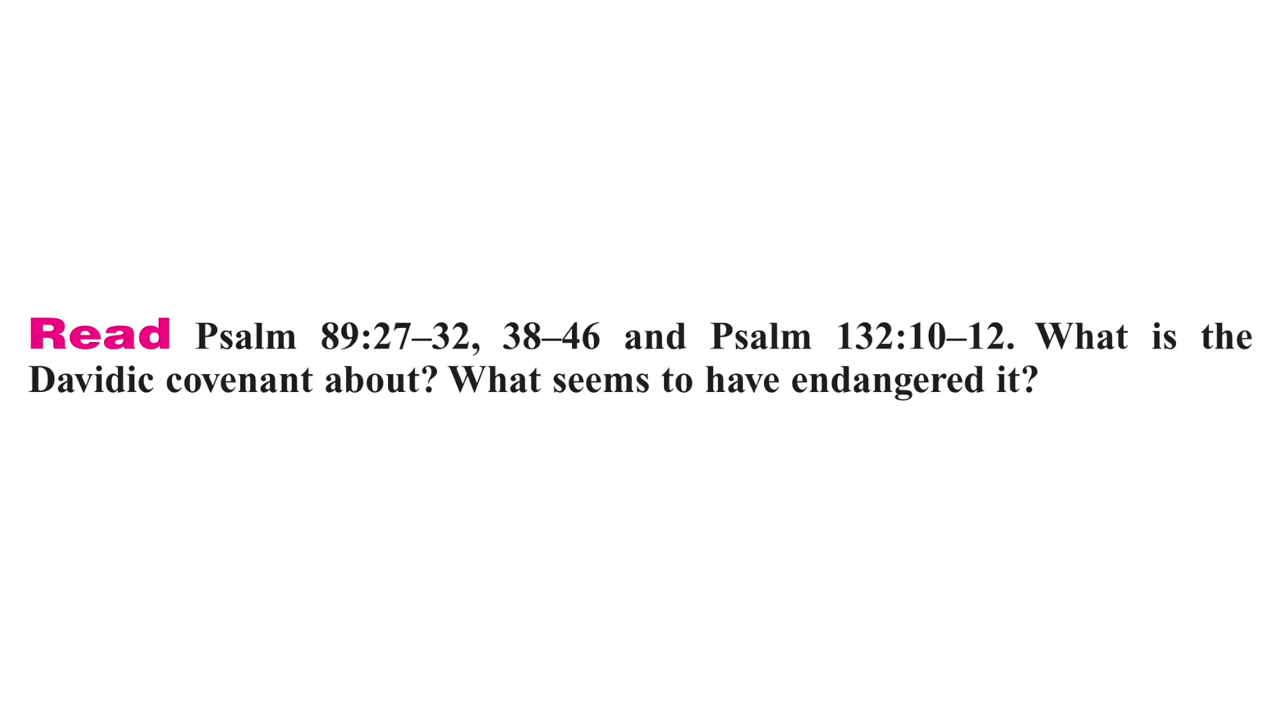 Read Psalm 89:27–32, 38–46 and Psalm 132:10–12. What is the
Davidic covenant about? What seems to have endangered it?